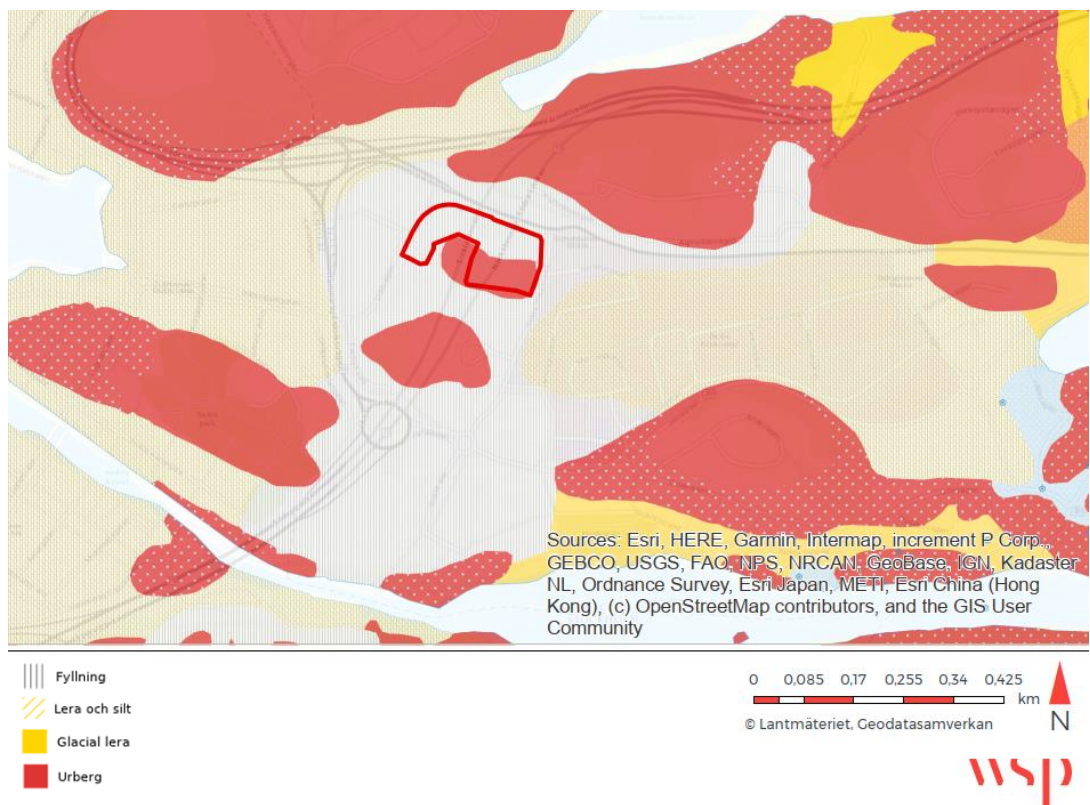 Sources: Esri, HERE, Garmin, Intermap, increment P Corp.,
GEBCO, USGS, FAO, NPS, NRCAN, GeoBase, IGN, Kadaster
NL, Ordnance Survey, Esri Japan, METI, Esri China (Hong
Kong), (c) OpenStreetMap contributors, and the GIS User
Community
Fyllning
Lera och silt
Glacial lera
Urberg
0 0,085 0,17 0,255 0,34 0,425
km
© Lantmäteriet, Geodatasamverkan
N
wsp